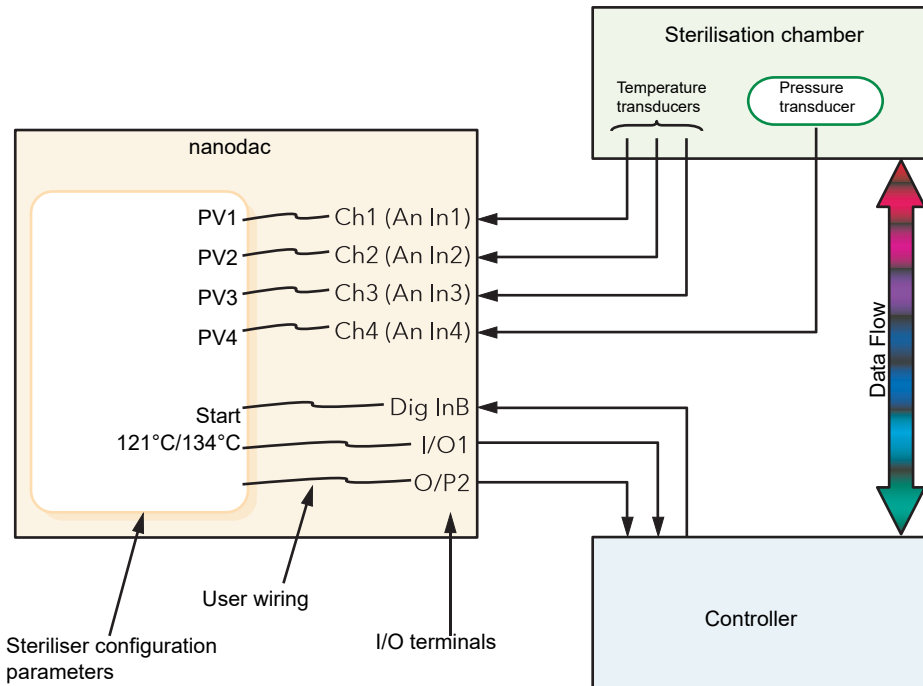 Sterilisation chamber
Temperature
transducers
Pressure
transducer
nanodac
PV1
Ch1 (An In1)
PV2
Ch2 (An In2)
PV3
Ch3 (An In3)
PV4
Ch4 (An In4)
Data Flow
Start
Dig InB
121°C/134°C
I/O1
O/P2
User wiring
Controller
Steriliser configuration
parameters
I/O terminals